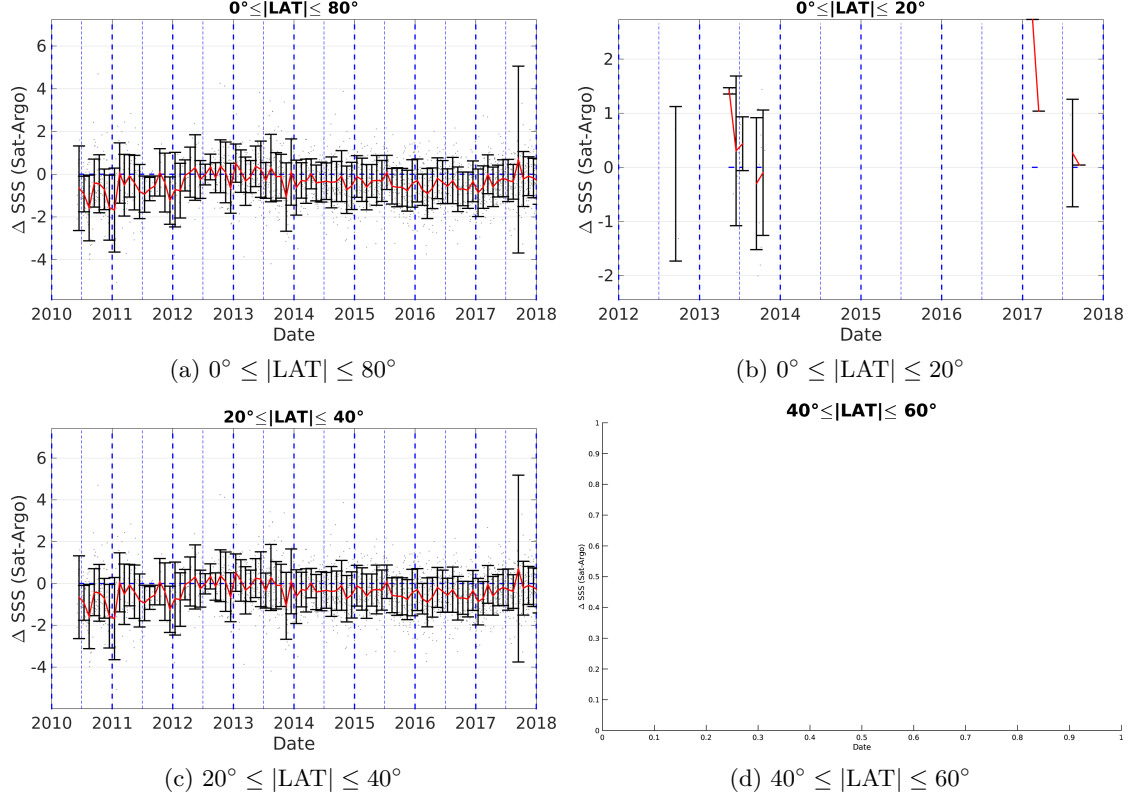 0°≤|LAT|≤ 80°
Δ SSS (Sat-Argo)
6
4
2
0
-2
-4
2010 2011 2012 2013 2014 2015 2016 2017 2018
Date
(a) 0° ≤ |LAT| ≤ 80°
0°≤|LAT|≤ 20°
Δ SSS (Sat-Argo)
2
1
0
-1
-2
2012 2013 2014 2015 2016 2017 2018
Date
(b) 0° ≤ |LAT| ≤ 20°
20°≤|LAT|≤ 40°
Δ SSS (Sat-Argo)
6
4
2
0
-2
-4
2010 2011 2012 2013 2014 2015 2016 2017 2018
Date
(c) 20° ≤ |LAT| ≤ 40°
40°≤|LAT|≤ 60°
Δ SSS (Sat-Argo)
1
0.9
0.8
0.7
0.6
0.5
0.4
0.3
0.2
0.1
0
0 0.1 0.2 0.3 0.4 0.5 0.6 0.7 0.8 0.9 1
Date
(d) 40° ≤ |LAT| ≤ 60°